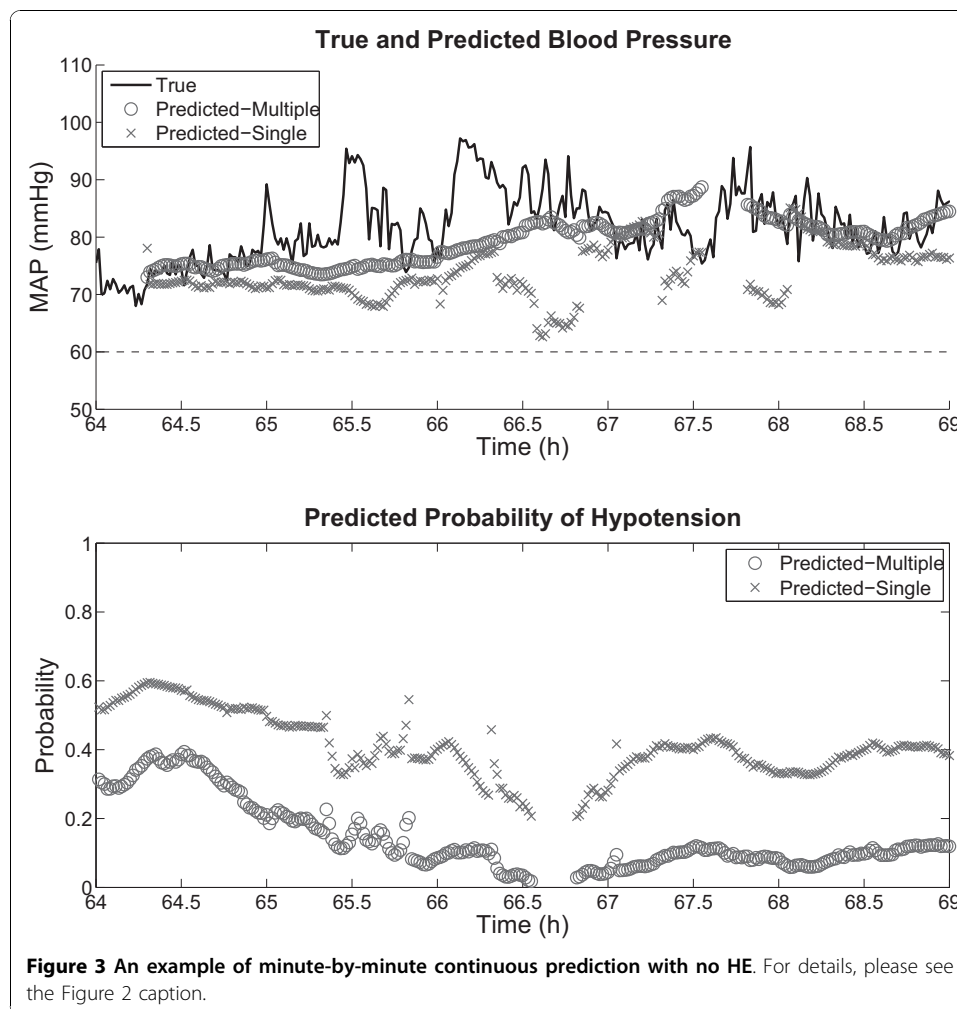 True and Predicted Blood Pressure
110
100
90
80
70
60
50
MAP (mmHg)
True
Predicted−Multiple
Predicted−Single
64 64.5 65 65.5 66 66.5 67 67.5 68 68.5 69
Time (h)
Predicted Probability of Hypotension
1
0.8
0.6
0.4
0.2
0
Probability
Predicted−Multiple
Predicted−Single
64 64.5 65 65.5 66 66.5 67 67.5 68 68.5 69
Time (h)
Figure 3 An example of minute-by-minute continuous prediction with no HE. For details, please see
the Figure 2 caption.